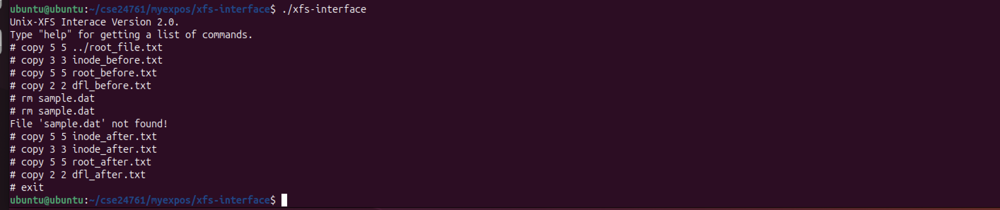 ubuntu@ubuntu:~/cse24761/myexpos/xfs-interface$ ./xfs-interface
Unix-XFS Interace Version 2.0.
Type "help" for getting a list of commands.
# copy 5 5 ../root_file.txt
# copy 3 3 inode_before.txt
# copy 5 5 root_before.txt
# copy 2 2 dfl_before.txt
# rm sample.dat
# rm sample.dat
File 'sample.dat' not found!
# copy 5 5 inode_after.txt
# copy 3 3 inode_after.txt
# copy 5 5 root_after.txt
# copy 2 2 dfl_after.txt
# exit
ubuntu@ubuntu:~/cse24761/myexpos/xfs-interface$